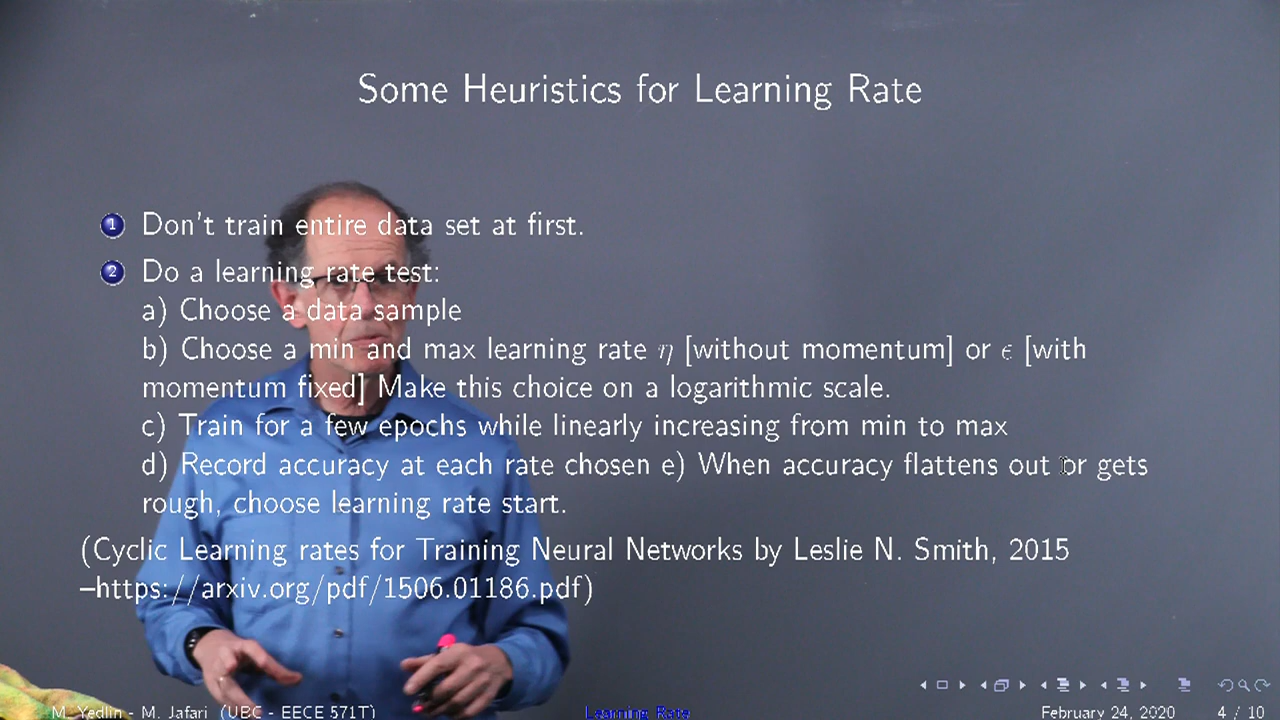 Some Heuristics for Learning Rate
1 Don't train entire data set at first.
2 Do a learning rate test:
a) Choose a data sample
b) Choose a min and max learning rate η [without momentum] or ϵ [with
momentum fixed] Make this choice on a logarithmic scale.
c) Train for a few epochs while linearly increasing from min to max
d) Record accuracy at each rate chosen e) When accuracy flattens out or gets
rough, choose learning rate start.
(Cyclic Learning rates for Training Neural Networks by Leslie N. Smith, 2015
–https://arxiv.org/pdf/1506.01186.pdf)
M. Yedlin - M. Jafari (UBC - EECE 571T) Learning Rate February 24, 2020 4 / 10